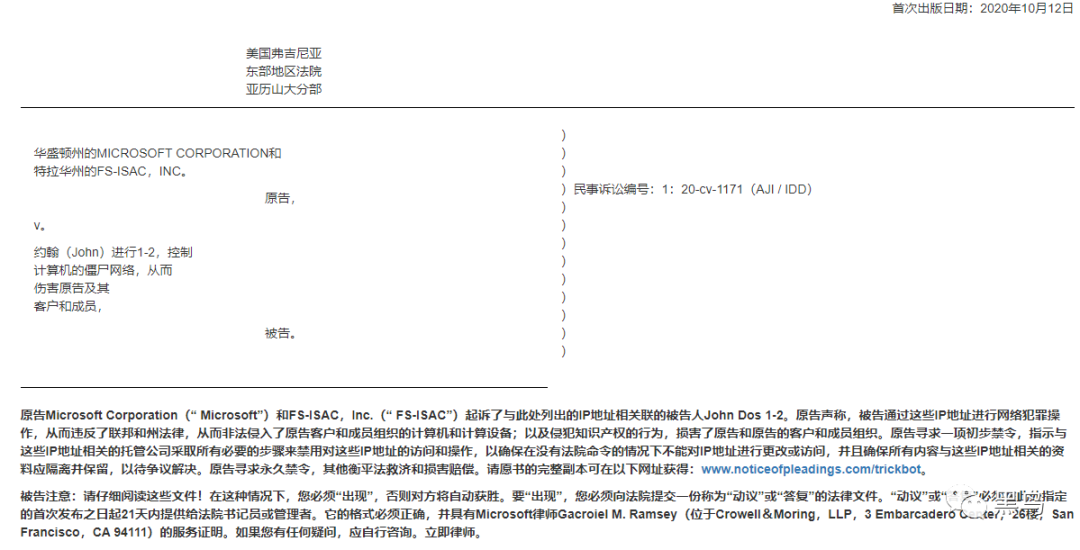 首次出版日期：2020年10月12日
美国弗吉尼亚
东部地区法院
亚历山大分部
)
华盛顿州的MICROSOFT CORPORATION和 )
特拉华州的FS-ISAC，INC。 )
) 民事诉讼编号：1：20-cv-1171（AJI / IDD）
原告， )
v。 )
)
约翰（John）进行1-2，控制 )
计算机的僵尸网络，从而 )
伤害原告及其 )
客户和成员， )
)
被告。 )
)
原告Microsoft Corporation（“ Microsoft”）和FS-ISAC，Inc.（“ FS-ISAC”）起诉了与此处列出的IP地址相关联的被告人John Dos 1-2。原告声称，被告通过这些IP地址进行网络犯罪操
作，从而违反了联邦和州法律，从而非法侵入了原告客户和成员组织的计算机和计算设备；以及侵犯知识产权的行为，损害了原告和原告的客户和成员组织。原告寻求一项初步禁令，指示与
这些IP地址相关的托管公司采取所有必要的步骤来禁用对这些IP地址的访问和操作，以确保在没有法院命令的情况下不能对IP地址进行更改或访问，并且确保所有内容与这些IP地址相关的资
料应隔离并保留，以待争议解决。原告寻求永久禁令，其他衡平法救济和损害赔偿。请愿书的完整副本可在以下网址获得：www.noticeofpleadings.com/trickbot。
被告注意：请仔细阅读这些文件！在这种情况下，您必须“出现”，否则对方将自动获胜。要“出现”，您必须向法院提交一份称为“动议”或“答复”的法律文件。“动议”或 必须 指定
的首次发布之日起21天内提供给法院书记员或管理者。它的格式必须正确，并具有Microsoft律师Gacroiel M. Ramsey（位于Crowell＆Moring，LLP，3 Embarcadero Center，26楼，San
Francisco，CA 94111）的服务证明。如果您有任何疑问，应自行咨询。立即律师。
黑鸟